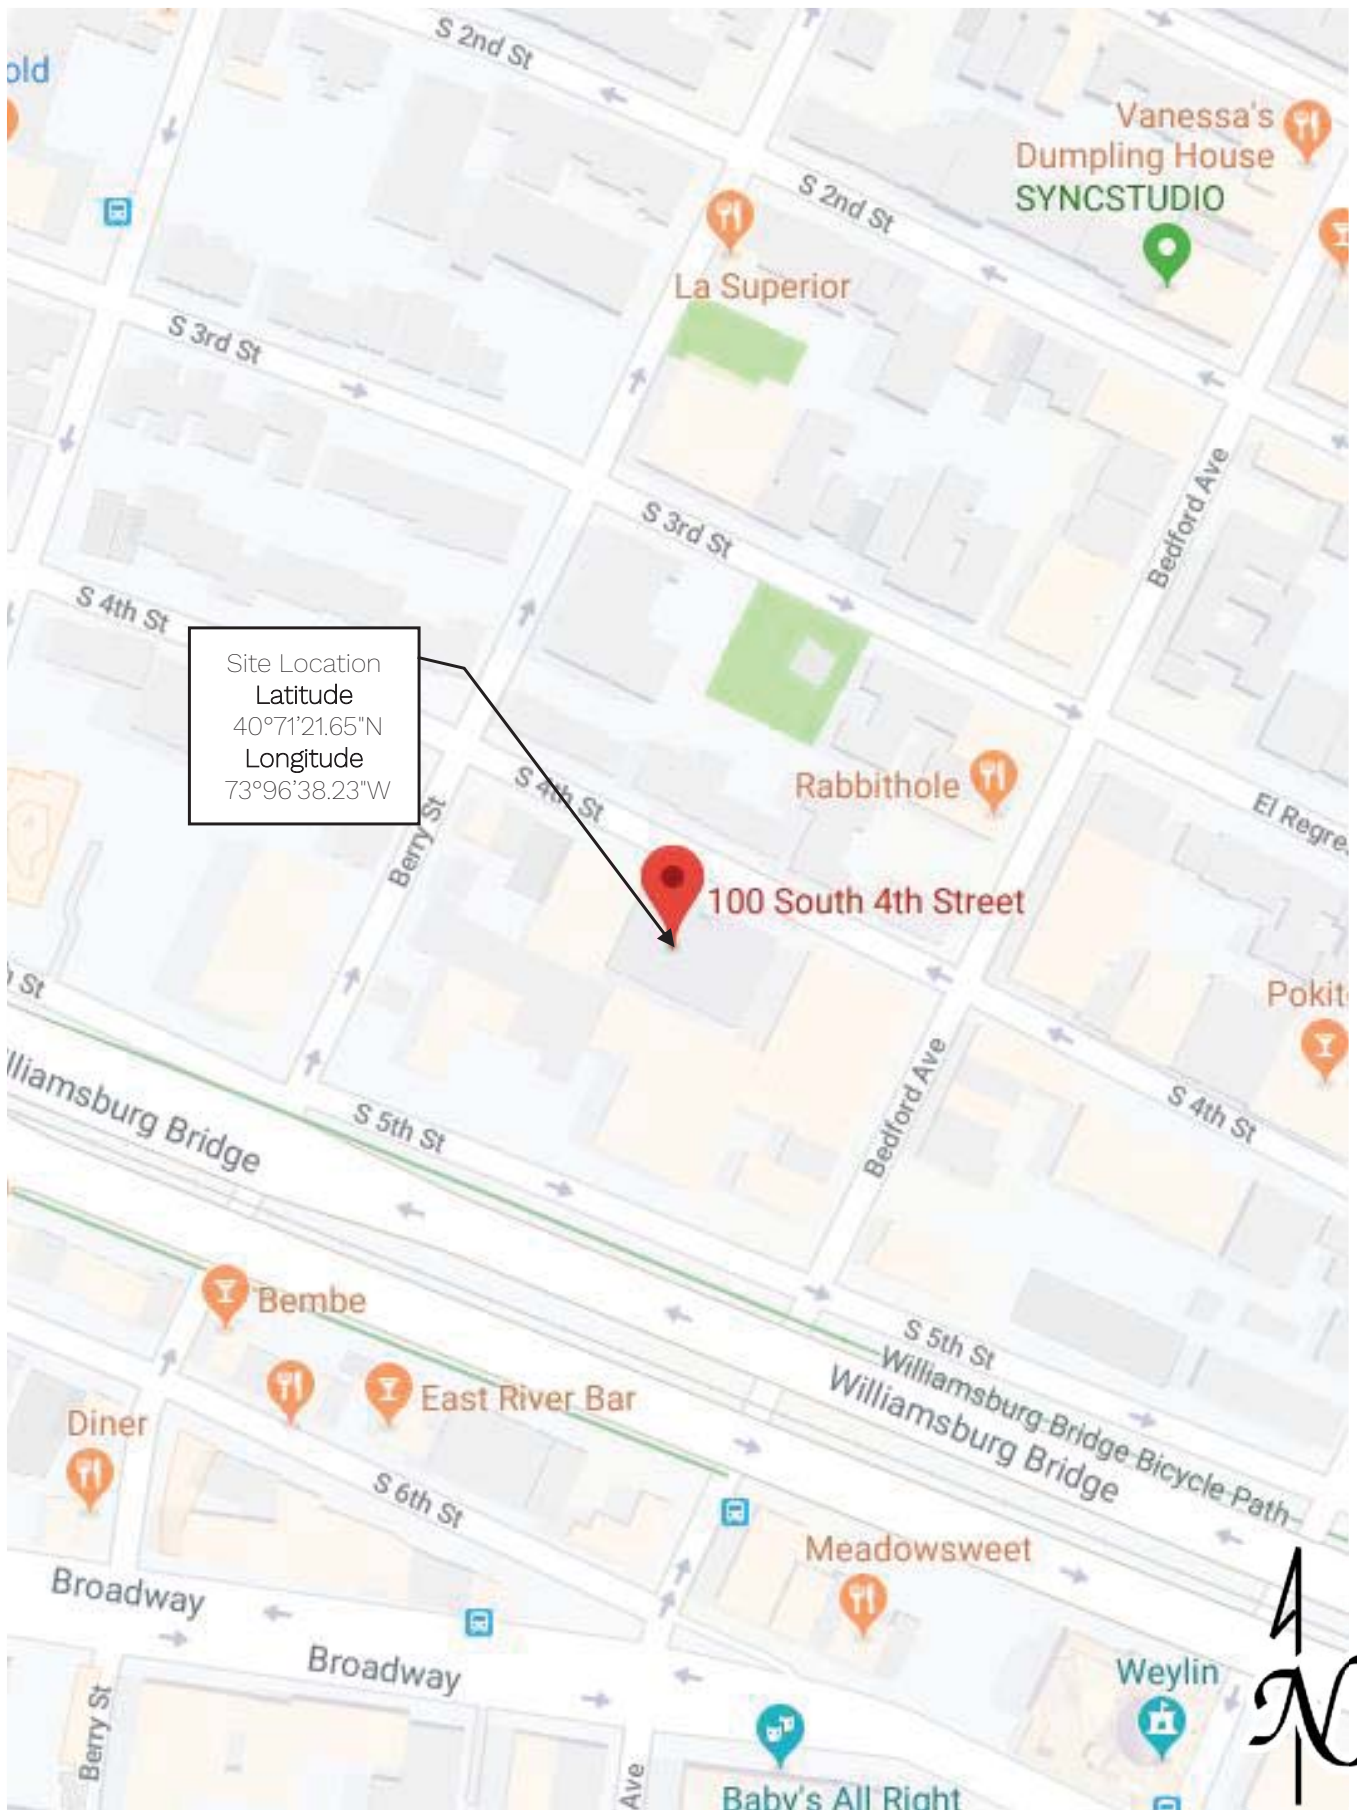 S 2nd St
old
Vanessa's
Dumpling House
SYNCSTUDIO
S 2nd St
La Superior
S 3rd St
Bedford Ave
S 3rd St
S 4th St
Site Location
Latitude
40°71'21.65"N
Longitude
73°96'38.23"W
S 4th St
Rabbithole
El Regre
Berry St
100 South 4th Street
St
Pokit
lliamsburg Bridge
S 5th St
Bedford Ave
S 4th St
Bembe
S 5th St
Williamsburg Bridge Bicycle Path
Williamsburg Bridge
East River Bar
Diner
S 6th St
Meadowsweet
Broadway
Broadway
Weylin
N
Berry St
Ave
Baby's All Right